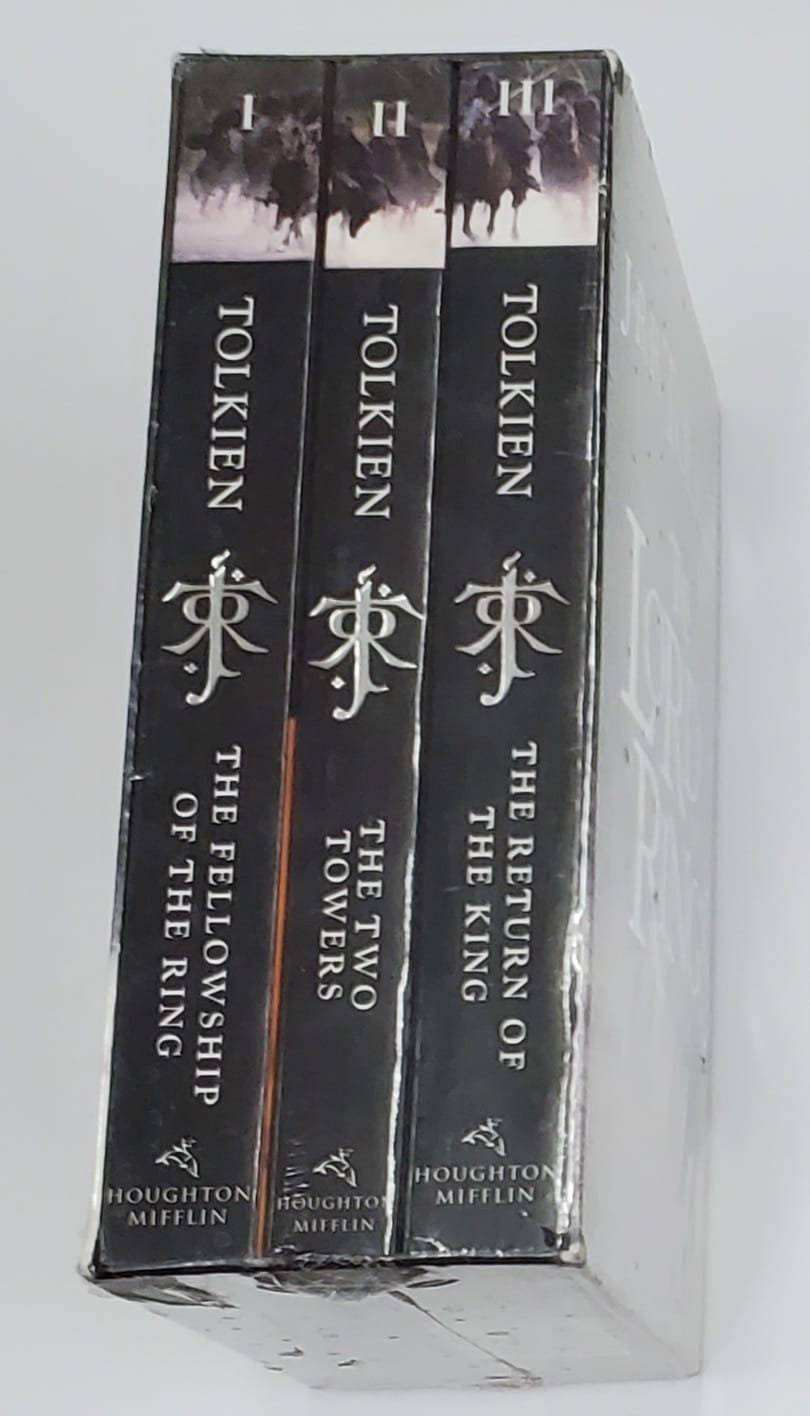 I
TOLKIEN
THE FELLOWSHIP
OF THE RING
HOUGHTON
MIFFLIN
II
TOLKIEN
THE TWO
TOWERS
HOUGHTON
MIFFLIN
III
TOLKIEN
THE RETURN OF
THE KING
HOUGHTON
MIFFLIN